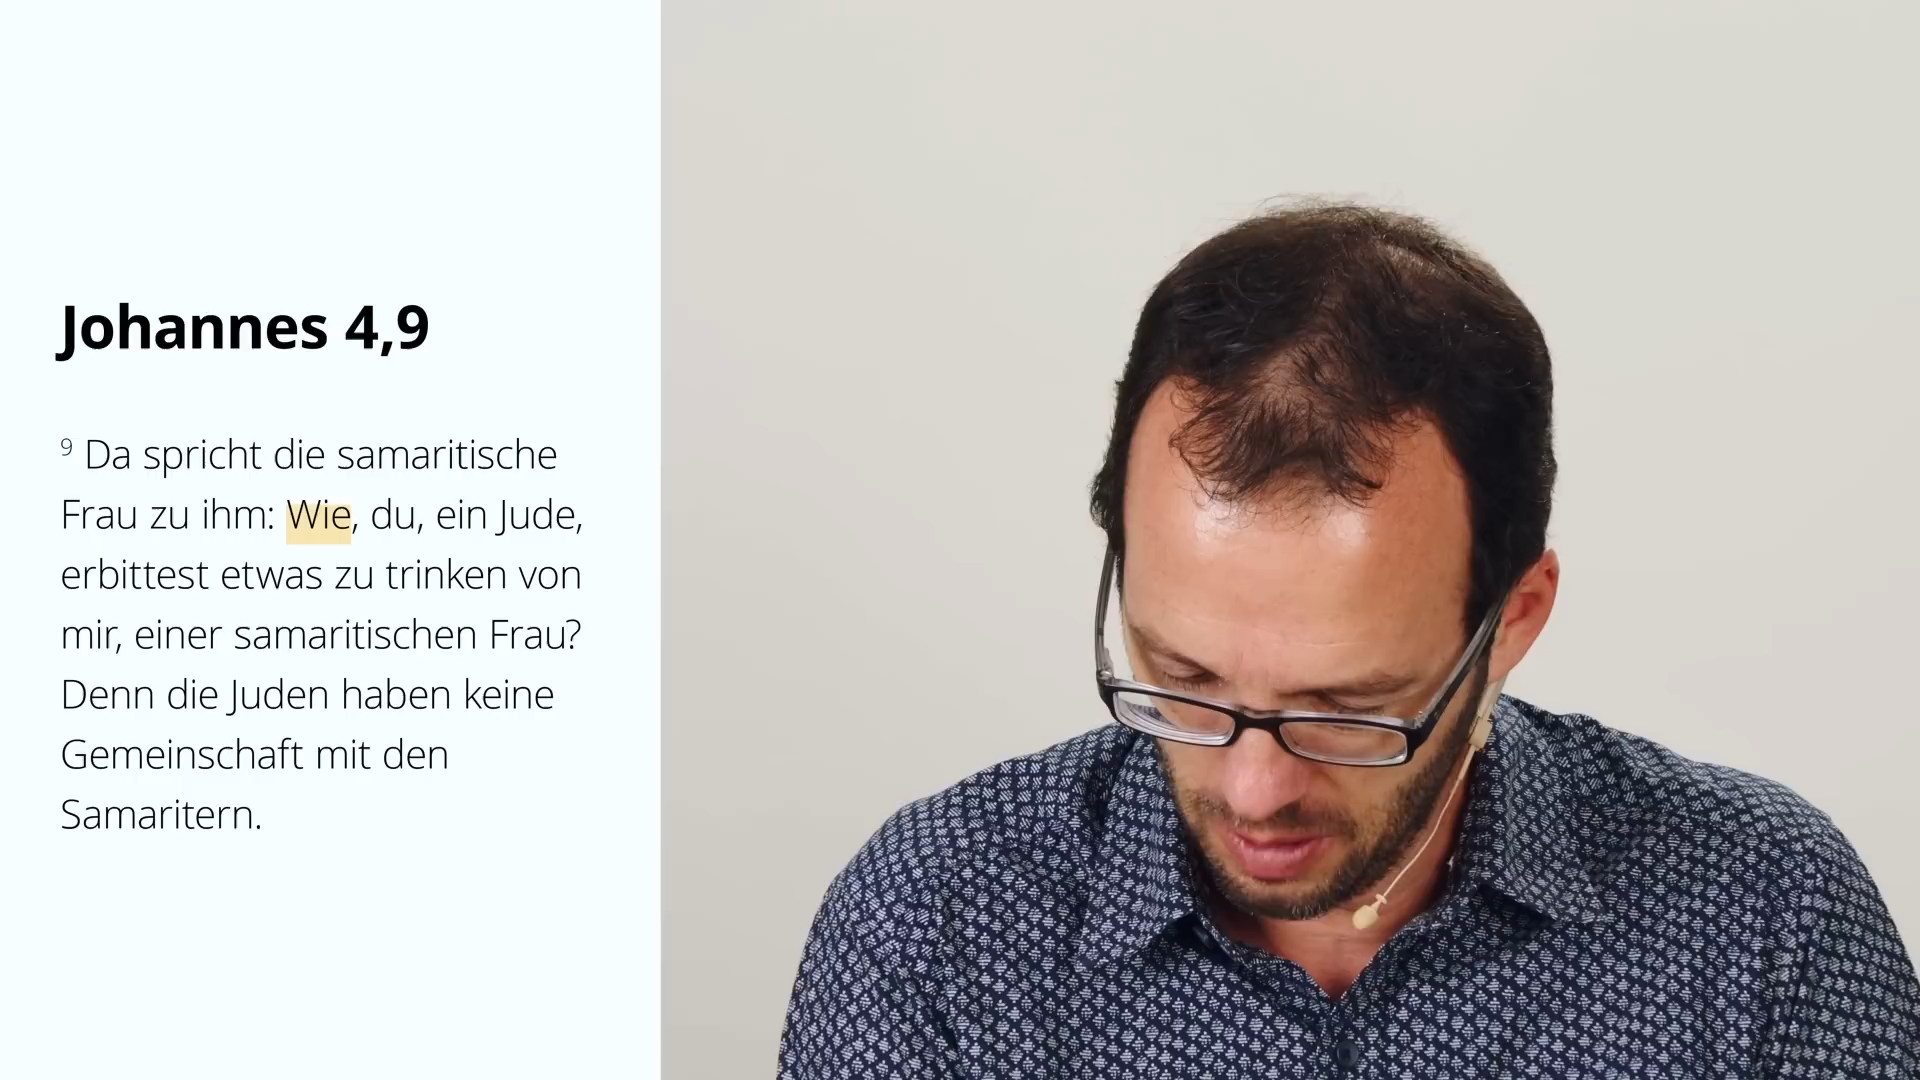 Johannes 4,9
9 Da spricht die samaritische
Frau zu ihm: Wie, du, ein Jude,
erbittest etwas zu trinken von
mir, einer samaritischen Frau?
Denn die Juden haben keine
Gemeinschaft mit den
Samaritern.